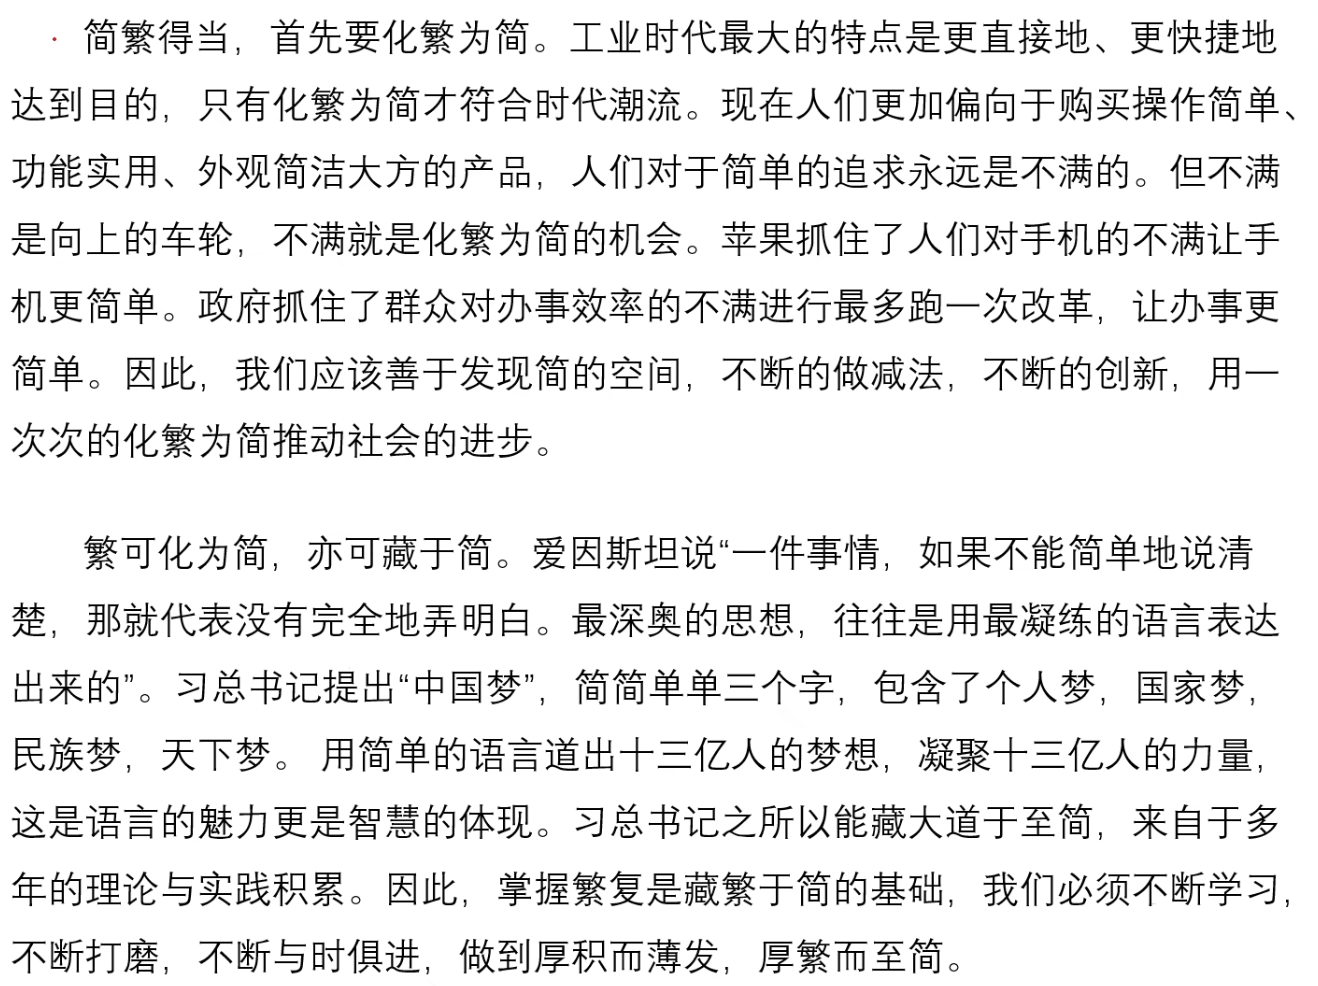 · 简繁得当，首先要化繁为简。工业时代最大的特点是更直接地、更快捷地
达到目的，只有化繁为简才符合时代潮流。现在人们更加偏向于购买操作简单、
功能实用、外观简洁大方的产品，人们对于简单的追求永远是不满的。但不满
是向上的车轮，不满就是化繁为简的机会。苹果抓住了人们对手机的不满让手
机更简单。政府抓住了群众对办事效率的不满进行最多跑一次改革，让办事更
简单。因此，我们应该善于发现简的空间，不断的做减法，不断的创新，用一
次次的化繁为简推动社会的进步。
繁可化为简，亦可藏于简。爱因斯坦说“一件事情，如果不能简单地说清
楚，那就代表没有完全地弄明白。最深奥的思想，往往是用最凝练的语言表达
出来的”。习总书记提出“中国梦”，简简单单三个字，包含了个人梦，国家梦，
民族梦，天下梦。 用简单的语言道出十三亿人的梦想，凝聚十三亿人的力量，
这是语言的魅力更是智慧的体现。习总书记之所以能藏大道于至简，来自于多
年的理论与实践积累。因此，掌握繁复是藏繁于简的基础，我们必须不断学习，
不断打磨，不断与时俱进，做到厚积而薄发，厚繁而至简。